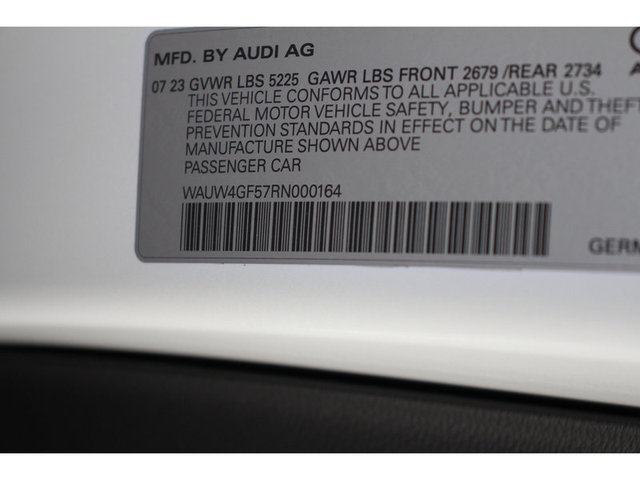 MFD. BY AUDI AG
07 23 GVWR LBS 5225 GAWR LBS FRONT 2679 /REAR 2734
THIS VEHICLE CONFORMS TO ALL APPLICABLE U.S.
FEDERAL MOTOR VEHICLE SAFETY, BUMPER AND THEFT
PREVENTION STANDARDS IN EFFECT ON THE DATE OF
MANUFACTURE SHOWN ABOVE
PASSENGER CAR
WAUW4GF57RN000164
GERM